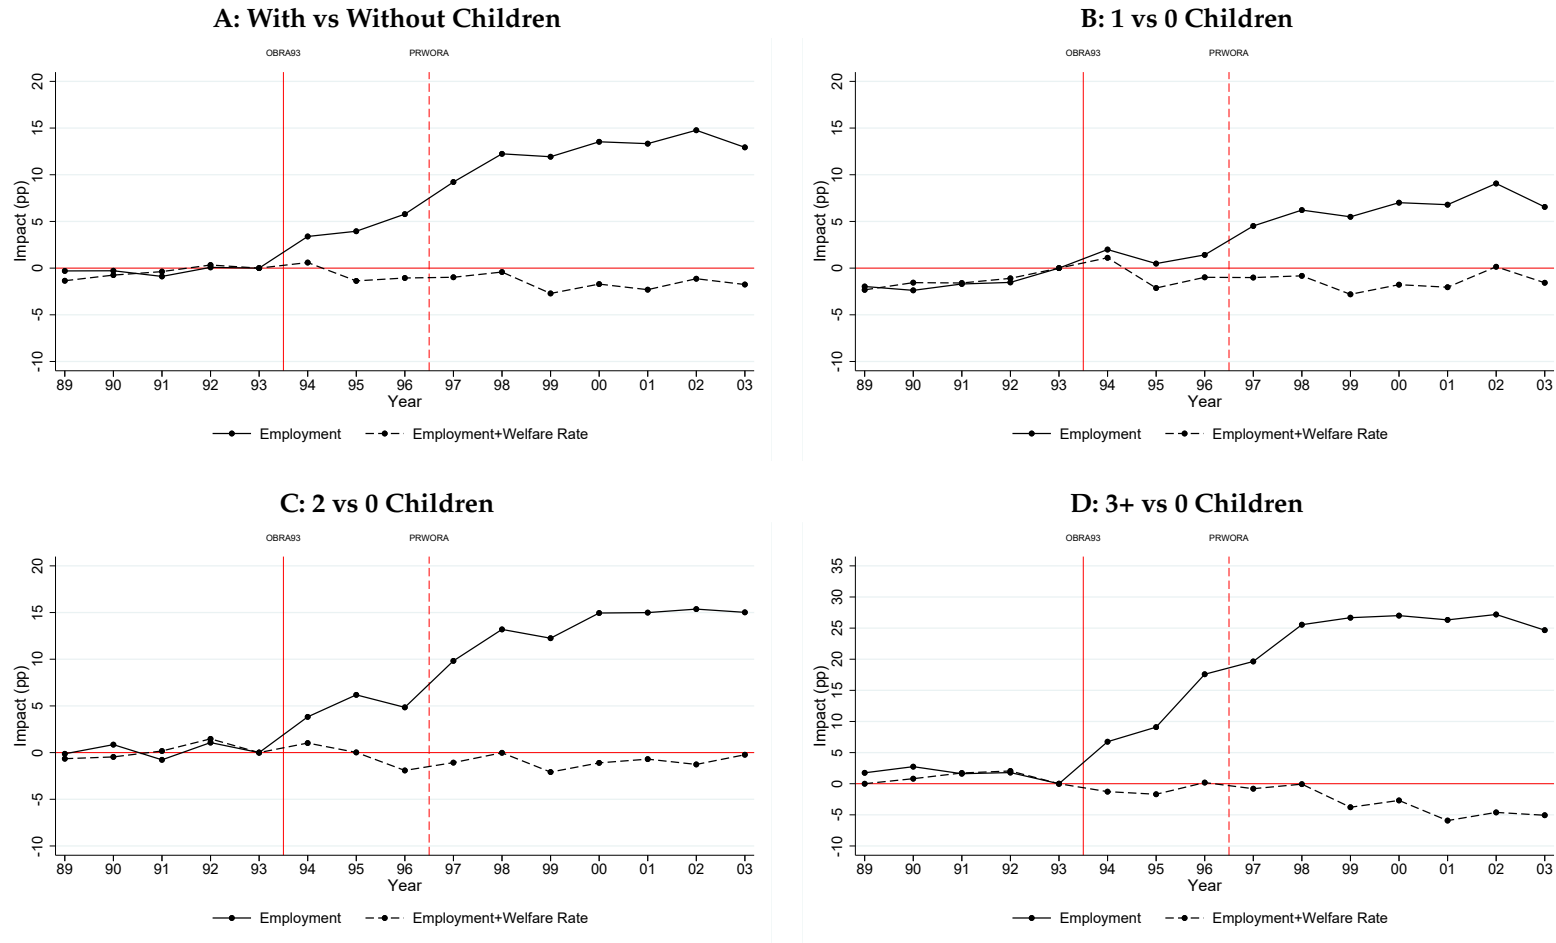 A: With vs Without Children
OBRA93 PRWORA
Impact (pp)
20
15
10
5
0
-5
-10
89 90 91 92 93 94 95 96 97 98 99 00 01 02 03
Year
Employment Employment+Welfare Rate
B: 1 vs 0 Children
OBRA93 PRWORA
Impact (pp)
20
15
10
5
0
-5
-10
89 90 91 92 93 94 95 96 97 98 99 00 01 02 03
Year
Employment Employment+Welfare Rate
C: 2 vs 0 Children
OBRA93 PRWORA
Impact (pp)
20
15
10
5
0
-5
-10
89 90 91 92 93 94 95 96 97 98 99 00 01 02 03
Year
Employment Employment+Welfare Rate
D: 3+ vs 0 Children
OBRA93 PRWORA
Impact (pp)
35
30
25
20
15
10
5
0
-5
-10
89 90 91 92 93 94 95 96 97 98 99 00 01 02 03
Year
Employment Employment+Welfare Rate